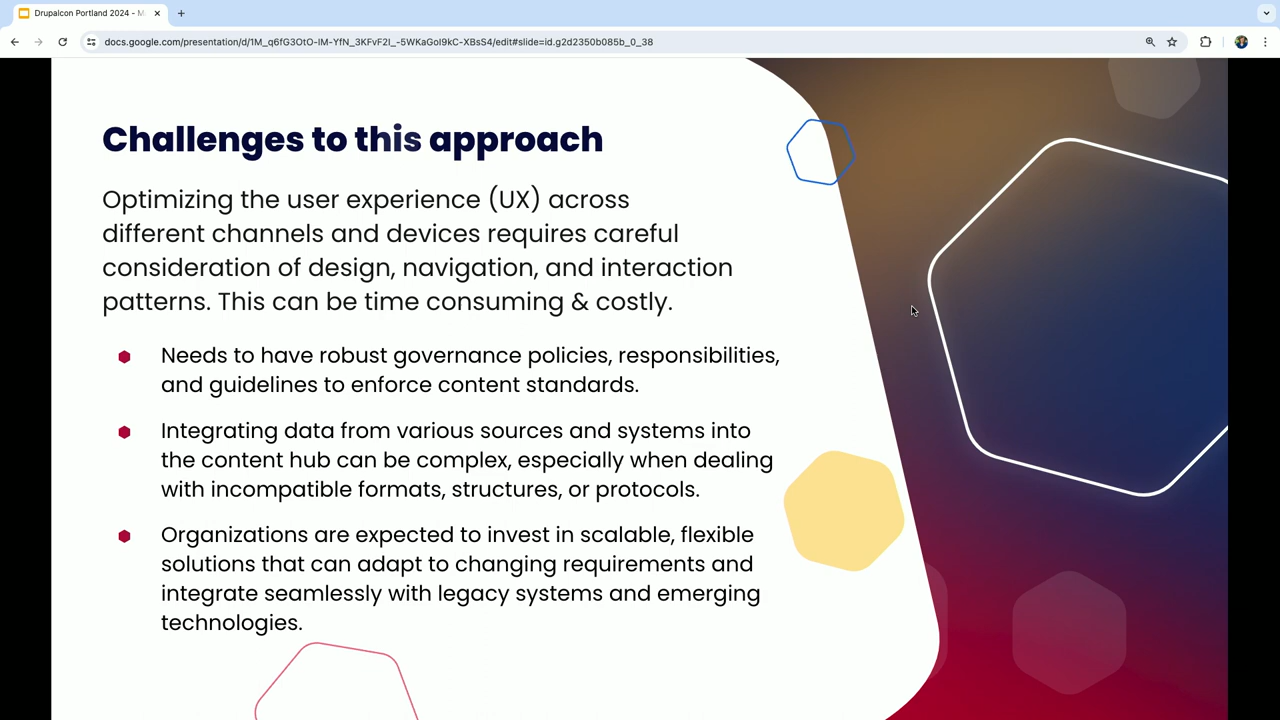 Drupalcon Portland 2024 - M
docs.google.com/presentation/d/1M_q6fG3OtO-IM-YfN_3KFvF2I_-5WKaGol9kC-XBsS4/edit#slide=id.g2d2350b085b_0_38
Challenges to this approach
Optimizing the user experience (UX) across
different channels and devices requires careful
consideration of design, navigation, and interaction
patterns. This can be time consuming & costly.
Needs to have robust governance policies, responsibilities,
and guidelines to enforce content standards.
Integrating data from various sources and systems into
the content hub can be complex, especially when dealing
with incompatible formats, structures, or protocols.
Organizations are expected to invest in scalable, flexible
solutions that can adapt to changing requirements and
integrate seamlessly with legacy systems and emerging
technologies.